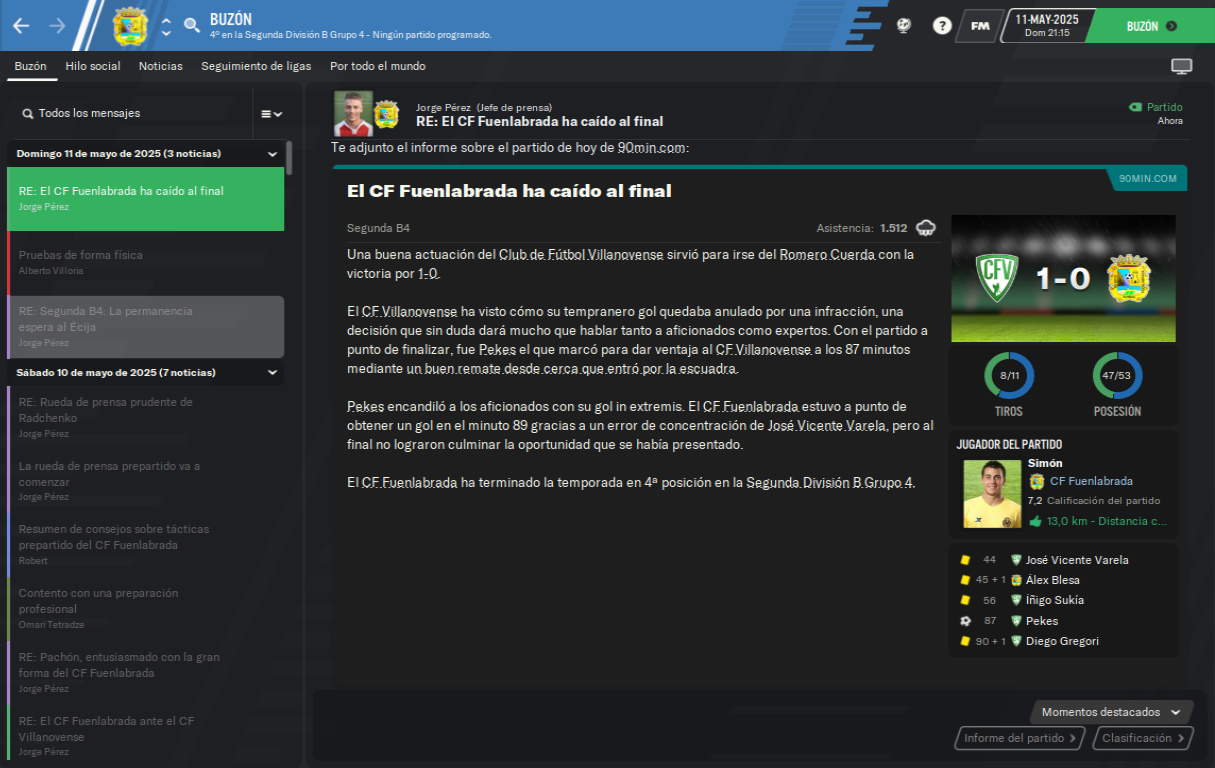 BUZÓN
4º en la Segunda División B Grupo 4 - Ningún partido programado.
FM
11-MAY-2025
Dom 21:15
BUZÓN
Buzón
Hilo social
Noticias
Seguimiento de ligas
Por todo el mundo
Todos los mensajes
Domingo 11 de mayo de 2025 (3 noticias)
RE: El CF Fuenlabrada ha caído al final
Jorge Pérez
Pruebas de forma física
Alberto Villoria
RE: Segunda B4: La permanencia
espera al Écija
Jorge Pérez
Sábado 10 de mayo de 2025 (7 noticias)
RE: Rueda de prensa prudente de
Radchenko
Jorge Pérez
La rueda de prensa prepartido va a
comenzar
Jorge Pérez
Resumen de consejos sobre tácticas
prepartido del CF Fuenlabrada
Robert
Contento con una preparación
profesional
Omari Tetradze
RE: Pachón, entusiasmado con la gran
forma del CF Fuenlabrada
Jorge Pérez
RE: El CF Fuenlabrada ante el CF
Villanovense
Jorge Pérez
Jorge Pérez (Jefe de prensa)
RE: El CF Fuenlabrada ha caído al final
Partido
Ahora
Te adjunto el informe sobre el partido de hoy de 90min.com:
90MIN.COM
El CF Fuenlabrada ha caído al final
Segunda B4
Asistencia: 1.512
Una buena actuación del Club de Fútbol Villanovense sirvió para irse del Romero Cuerda con la
victoria por 1-0.
El CF Villanovense ha visto cómo su tempranero gol quedaba anulado por una infracción, una
decisión que sin duda dará mucho que hablar tanto a aficionados como expertos. Con el partido a
punto de finalizar, fue Pekes el que marcó para dar ventaja al CF Villanovense a los 87 minutos
mediante un buen remate desde cerca que entró por la escuadra.
Pekes encandiló a los aficionados con su gol in extremis. El CF Fuenlabrada estuvo a punto de
obtener un gol en el minuto 89 gracias a un error de concentración de José Vicente Varela, pero al
final no lograron culminar la oportunidad que se había presentado.
El CF Fuenlabrada ha terminado la temporada en 4ª posición en la Segunda División B Grupo 4.
CFV
1-0
8/11
TIROS
47/53
POSESIÓN
JUGADOR DEL PARTIDO
Simón
CF Fuenlabrada
7,2 Calificación del partido
13,0 km - Distancia c...
44 José Vicente Varela
45 + 1 Álex Blesa
56 Íñigo Sukía
87 Pekes
90 + 1 Diego Gregori
Momentos destacados
Informe del partido
Clasificación